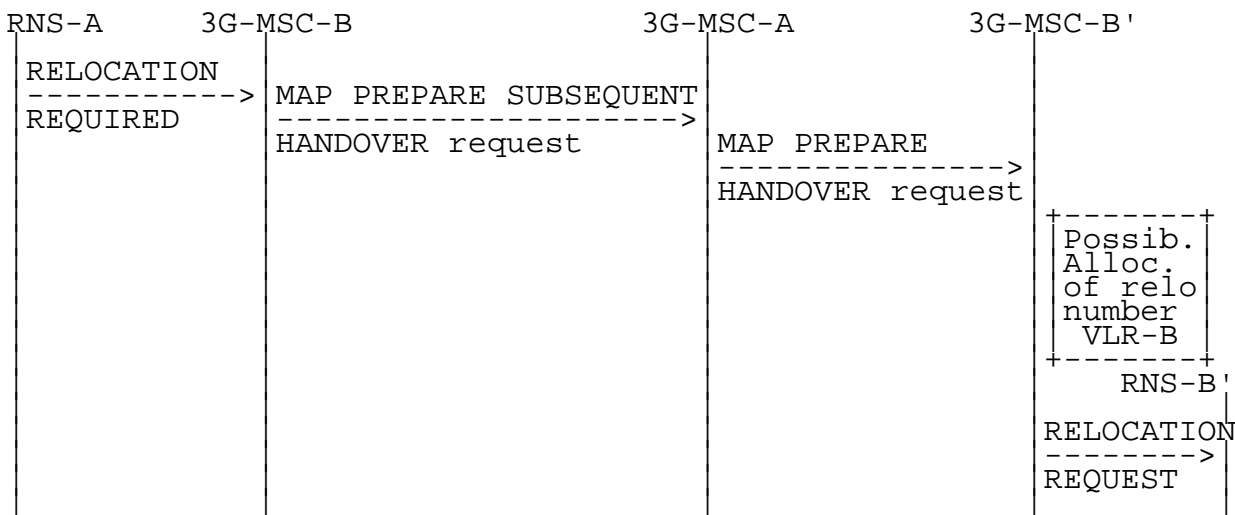 RNS-A 3G-MSC-B 3G-MSC-A 3G-MSC-B'
RELOCATION
----------->
REQUIRED
MAP PREPARE SUBSEQUENT
--------------------->
HANDOVER request
MAP PREPARE
--------------->
HANDOVER request
+-------+
Possib.
Alloc.
of relo
number
VLR-B
+-------+
RNS-B'
RELOCATION
-------->
REQUEST